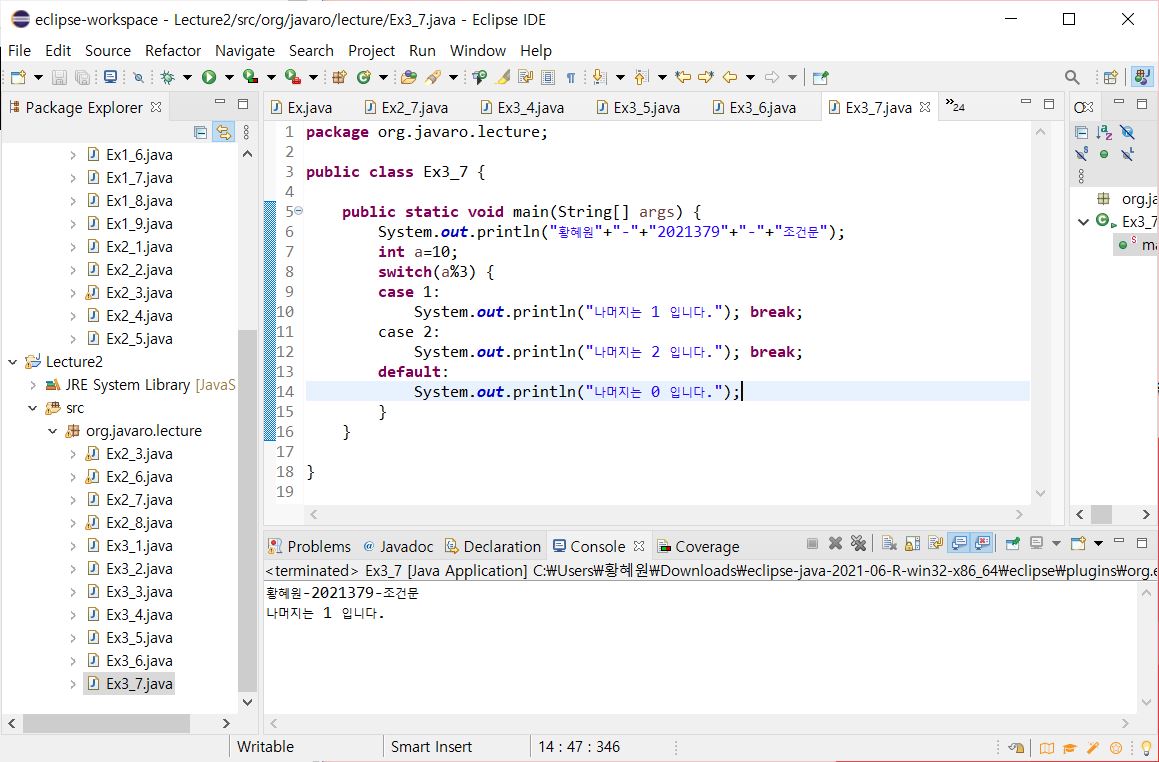 eclipse-workspace - Lecture2/src/org/javaro/lecture/Ex3_7.java - Eclipse IDE
File Edit Source Refactor Navigate Search Project Run Window Help
Package Explorer
Ex1_6.java
Ex1_7.java
Ex1_8.java
Ex1_9.java
Ex2_1.java
Ex2_2.java
Ex2_3.java
Ex2_4.java
Ex2_5.java
Lecture2
JRE System Library [JavaS
src
org.javaro.lecture
Ex2_3.java
Ex2_6.java
Ex2_7.java
Ex2_8.java
Ex3_1.java
Ex3_2.java
Ex3_3.java
Ex3_4.java
Ex3_5.java
Ex3_6.java
Ex3_7.java
Ex.java Ex2_7.java Ex3_4.java Ex3_5.java Ex3_6.java Ex3_7.java »24
1 package org.javaro.lecture;
2
3 public class Ex3_7 {
4
5 public static void main(String[] args) {
6 System.out.println("황혜원"+"-"+"2021379"+"-"+"조건문");
7 int a=10;
8 switch(a%3) {
9 case 1:
10 System.out.println("나머지는 1 입니다."); break;
11 case 2:
12 System.out.println("나머지는 2 입니다."); break;
13 default:
14 System.out.println("나머지는 0 입니다.");
15 }
16 }
17
18 }
19
org.ja
Ex3_7
ma
Problems @ Javadoc Declaration Console Coverage
<terminated> Ex3_7 [Java Application] C:₩Users₩황혜원₩Downloads₩eclipse-java-2021-06-R-win32-x86_64₩eclipse₩plugins₩org.e
황혜원-2021379-조건문
나머지는 1 입니다.
Writable Smart Insert 14 : 47 : 346